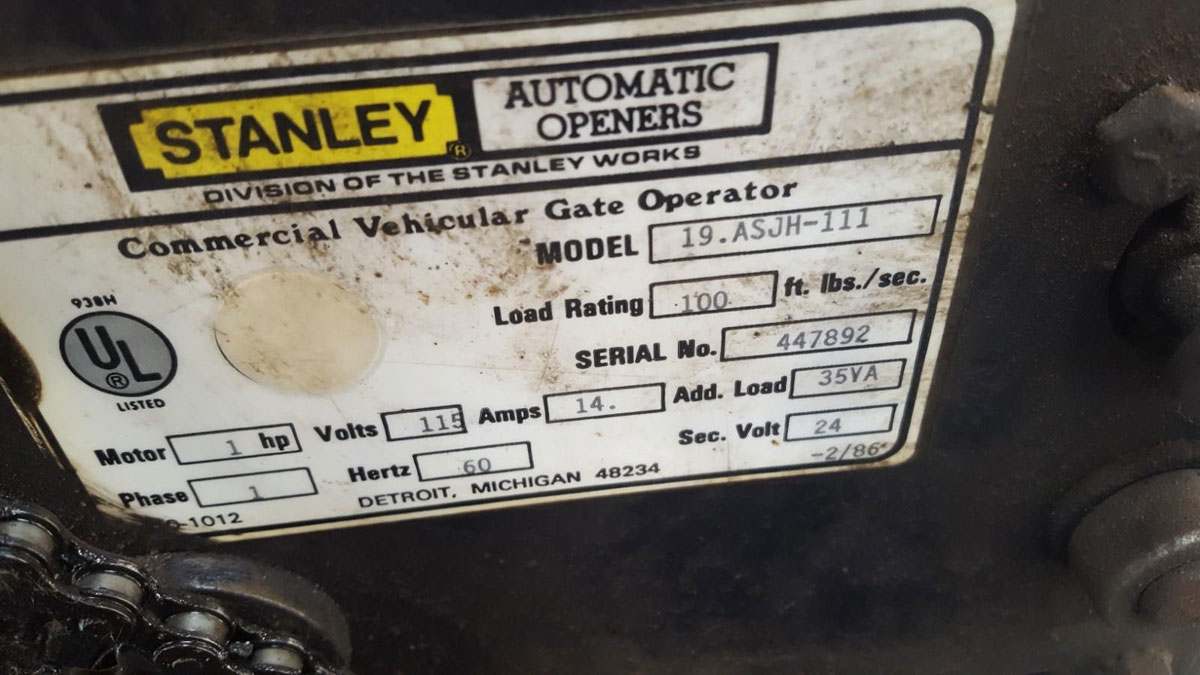 STANLEY ® AUTOMATIC OPENERS
DIVISION OF THE STANLEY WORKS
Commercial Vehicular Gate Operator
MODEL 19.ASJH-111
Load Rating 100 ft. lbs./sec.
938H
UL ®
LISTED
SERIAL No. 447892
Motor 1 hp Volts 115 Amps 14. Add. Load 35VA
Phase 1 Hertz 60 Sec. Volt 24
-1012 DETROIT, MICHIGAN 48234 -2/86